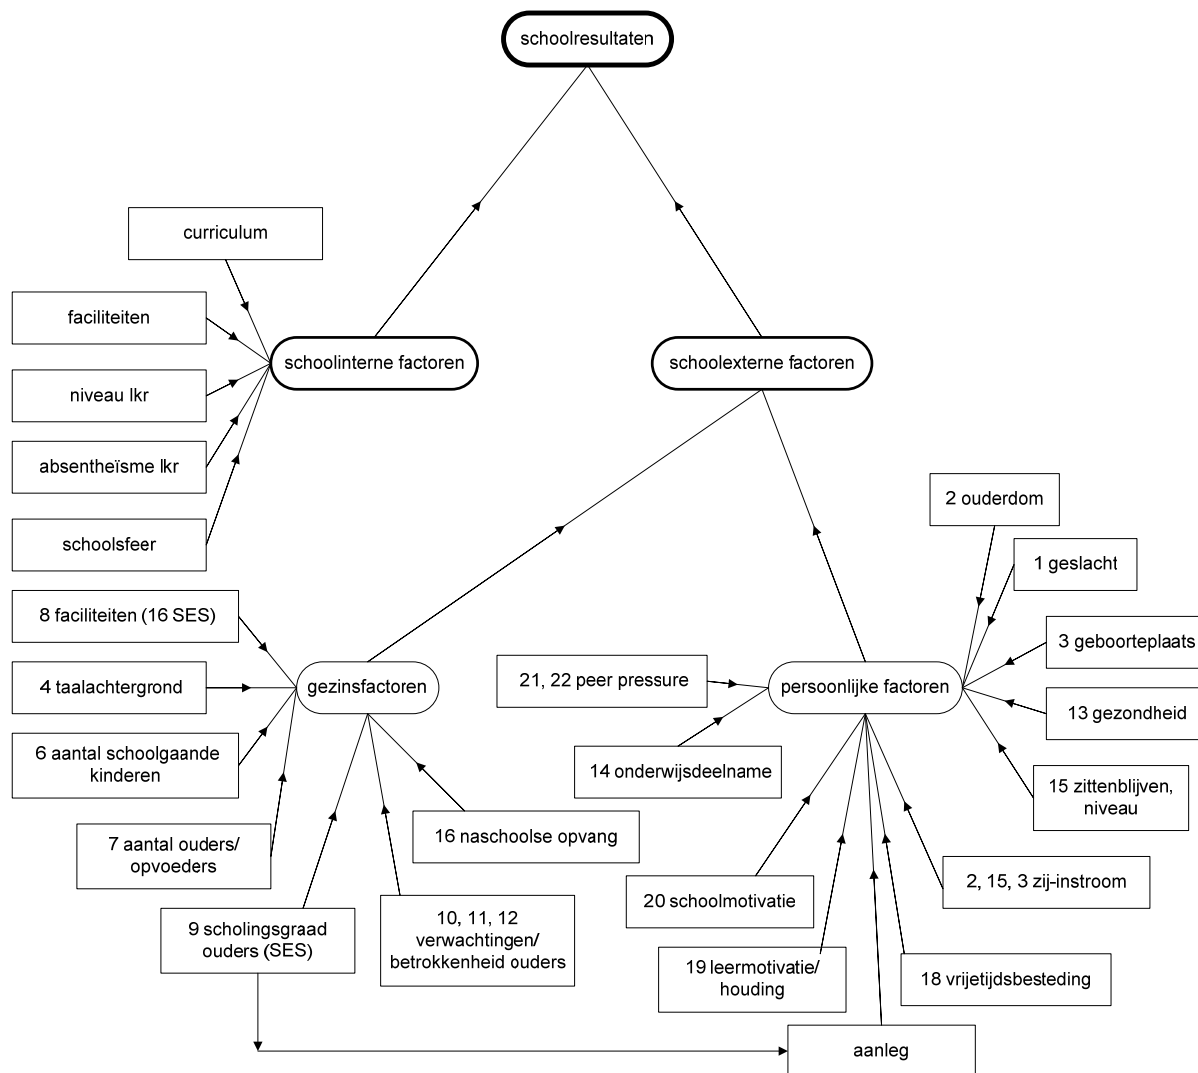 schoolresultaten
curriculum
faciliteiten
schoolinterne factoren
schoolexterne factoren
niveau lkr
absentheïsme lkr
schoolsfeer
2 ouderdom
1 geslacht
8 faciliteiten (16 SES)
3 geboorteplaats
4 taalachtergrond
gezinsfactoren
21, 22 peer pressure
persoonlijke factoren
13 gezondheid
6 aantal schoolgaande
kinderen
14 onderwijsdeelname
15 zittenblijven,
niveau
7 aantal ouders/
opvoeders
16 naschoolse opvang
2, 15, 3 zij-instroom
20 schoolmotivatie
9 scholingsgraad
ouders (SES)
10, 11, 12
verwachtingen/
betrokkenheid ouders
19 leermotivatie/
houding
18 vrijetijdsbesteding
aanleg